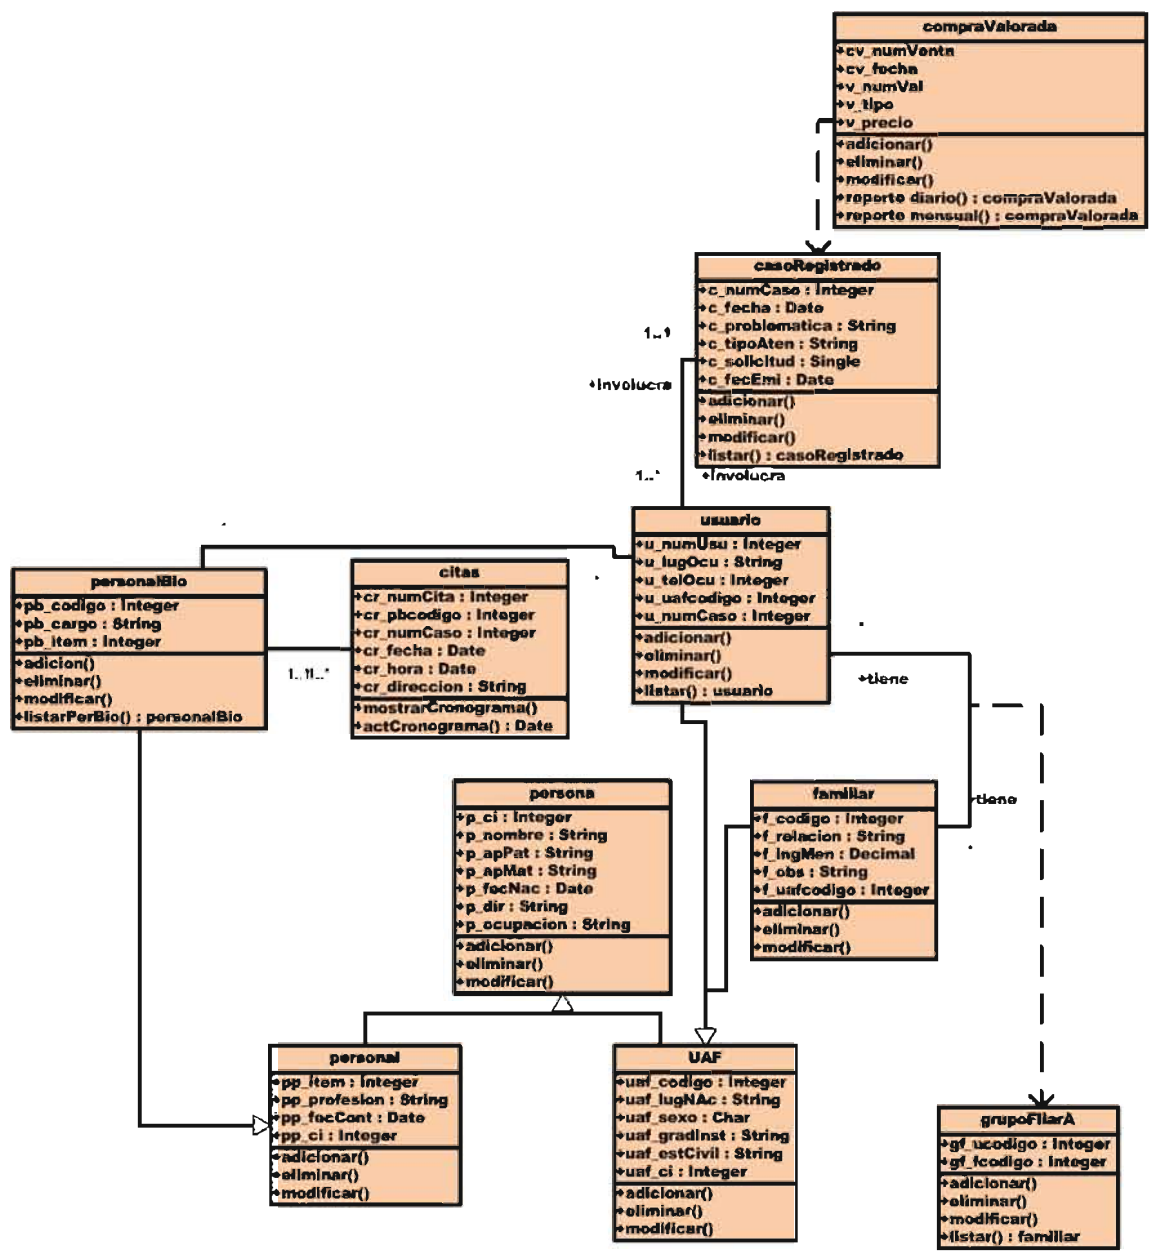 compraValorada
+cv_numVenta
+cv_fecha
+v_numVal
+v_tipo
+v_precio
+adicionar()
+eliminar()
+modificar()
+reporte diario() : compraValorada
+reporte mensual() : compraValorada
casoRegistrado
+c_numCaso : Integer
+c_fecha : Date
+c_problematica : String
+c_tipoAten : String
+c_solicitud : Single
+c_fecEmi : Date
+adicionar()
+eliminar()
+modificar()
+listar() : casoRegistrado
1..1
+involucra
1..*
+involucra
usuario
+u_numUsu : Integer
+u_lugOcu : String
+u_telOcu : Integer
+u_uafcodigo : Integer
+u_numCaso : Integer
+adicionar()
+eliminar()
+modificar()
+listar() : usuario
personalBio
+pb_codigo : Integer
+pb_cargo : String
+pb_item : Integer
+adicion()
+eliminar()
+modificar()
+listarPerBio() : personalBio
citas
+cr_numCita : Integer
+cr_pbcodigo : Integer
+cr_numCaso : Integer
+cr_fecha : Date
+cr_hora : Date
+cr_direccion : String
+mostrarCronograma()
+actCronograma() : Date
+tiene
+tiene
persona
+p_ci : Integer
+p_nombre : String
+p_apPat : String
+p_apMat : String
+p_fecNac : Date
+p_dir : String
+p_ocupacion : String
+adicionar()
+eliminar()
+modificar()
familiar
+f_codigo : Integer
+f_relacion : String
+f_ingMen : Decimal
+f_obs : String
+f_uafcodigo : Integer
+adicionar()
+eliminar()
+modificar()
personal
+pp_item : Integer
+pp_profesion : String
+pp_fecCont : Date
+pp_ci : Integer
+adicionar()
+eliminar()
+modificar()
UAF
+uaf_codigo : Integer
+uaf_lugNAc : String
+uaf_sexo : Char
+uaf_gradInst : String
+uaf_estCivil : String
+uaf_ci : Integer
+adicionar()
+eliminar()
+modificar()
grupoFliarA
+gf_ucodigo : Integer
+gf_fcodigo : Integer
+adicionar()
+eliminar()
+modificar()
+listar() : familiar